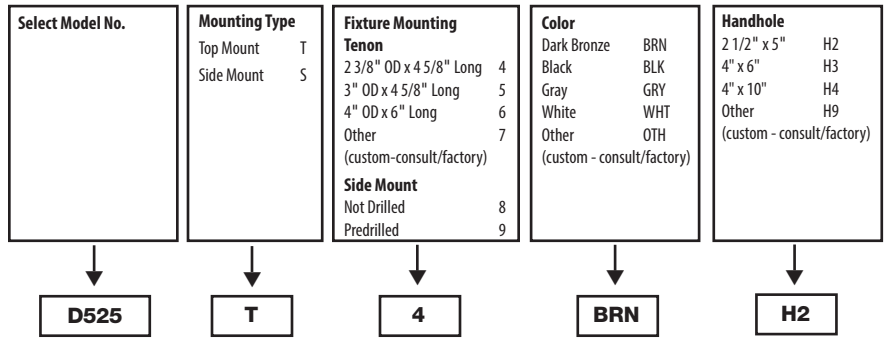 Select Model No.
Mounting Type
Top Mount T
Side Mount S
Fixture Mounting
Tenon
2 3/8" OD x 4 5/8" Long 4
3" OD x 4 5/8" Long 5
4" OD x 6" Long 6
Other 7
(custom-consult/factory)
Side Mount
Not Drilled 8
Predrilled 9
Color
Dark Bronze BRN
Black BLK
Gray GRY
White WHT
Other OTH
(custom - consult/factory)
Handhole
2 1/2" x 5" H2
4" x 6" H3
4" x 10" H4
Other H9
(custom - consult/factory)
D525
T
4
BRN
H2